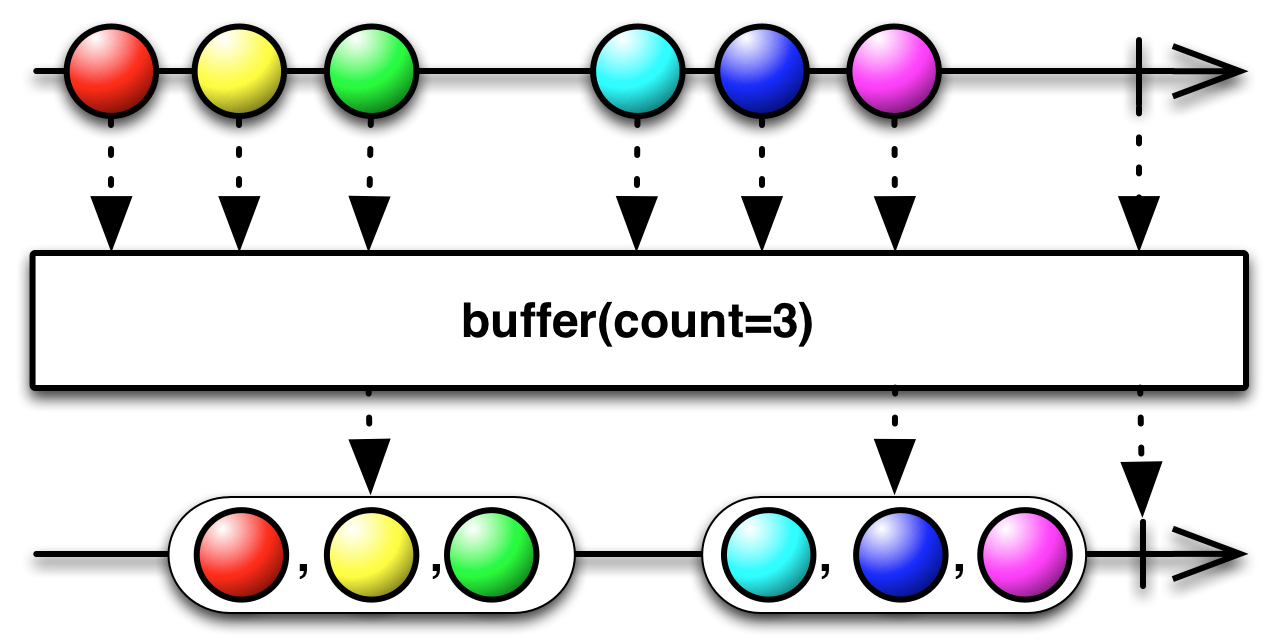 buffer(count=3)
, ,
, ,